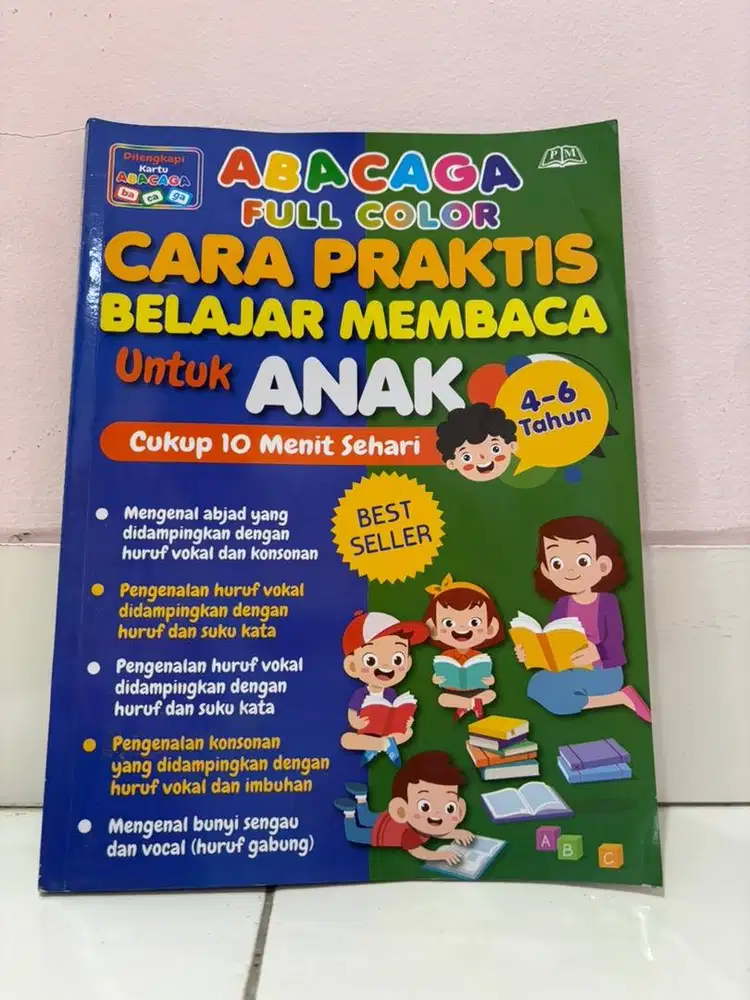 Dilengkapi
Kartu
ABACAGA
ba ca ga
ABACAGA
FULL COLOR
PM
CARA PRAKTIS
BELAJAR MEMBACA
Untuk ANAK
4-6
Tahun
Cukup 10 Menit Sehari
BEST
SELLER
Mengenal abjad yang
didampingkan dengan
huruf vokal dan konsonan
Pengenalan huruf vokal
didampingkan dengan
huruf dan suku kata
Pengenalan huruf vokal
didampingkan dengan
huruf dan suku kata
Pengenalan konsonan
yang didampingkan dengan
huruf vokal dan imbuhan
Mengenal bunyi sengau
dan vocal (huruf gabung)
A B C